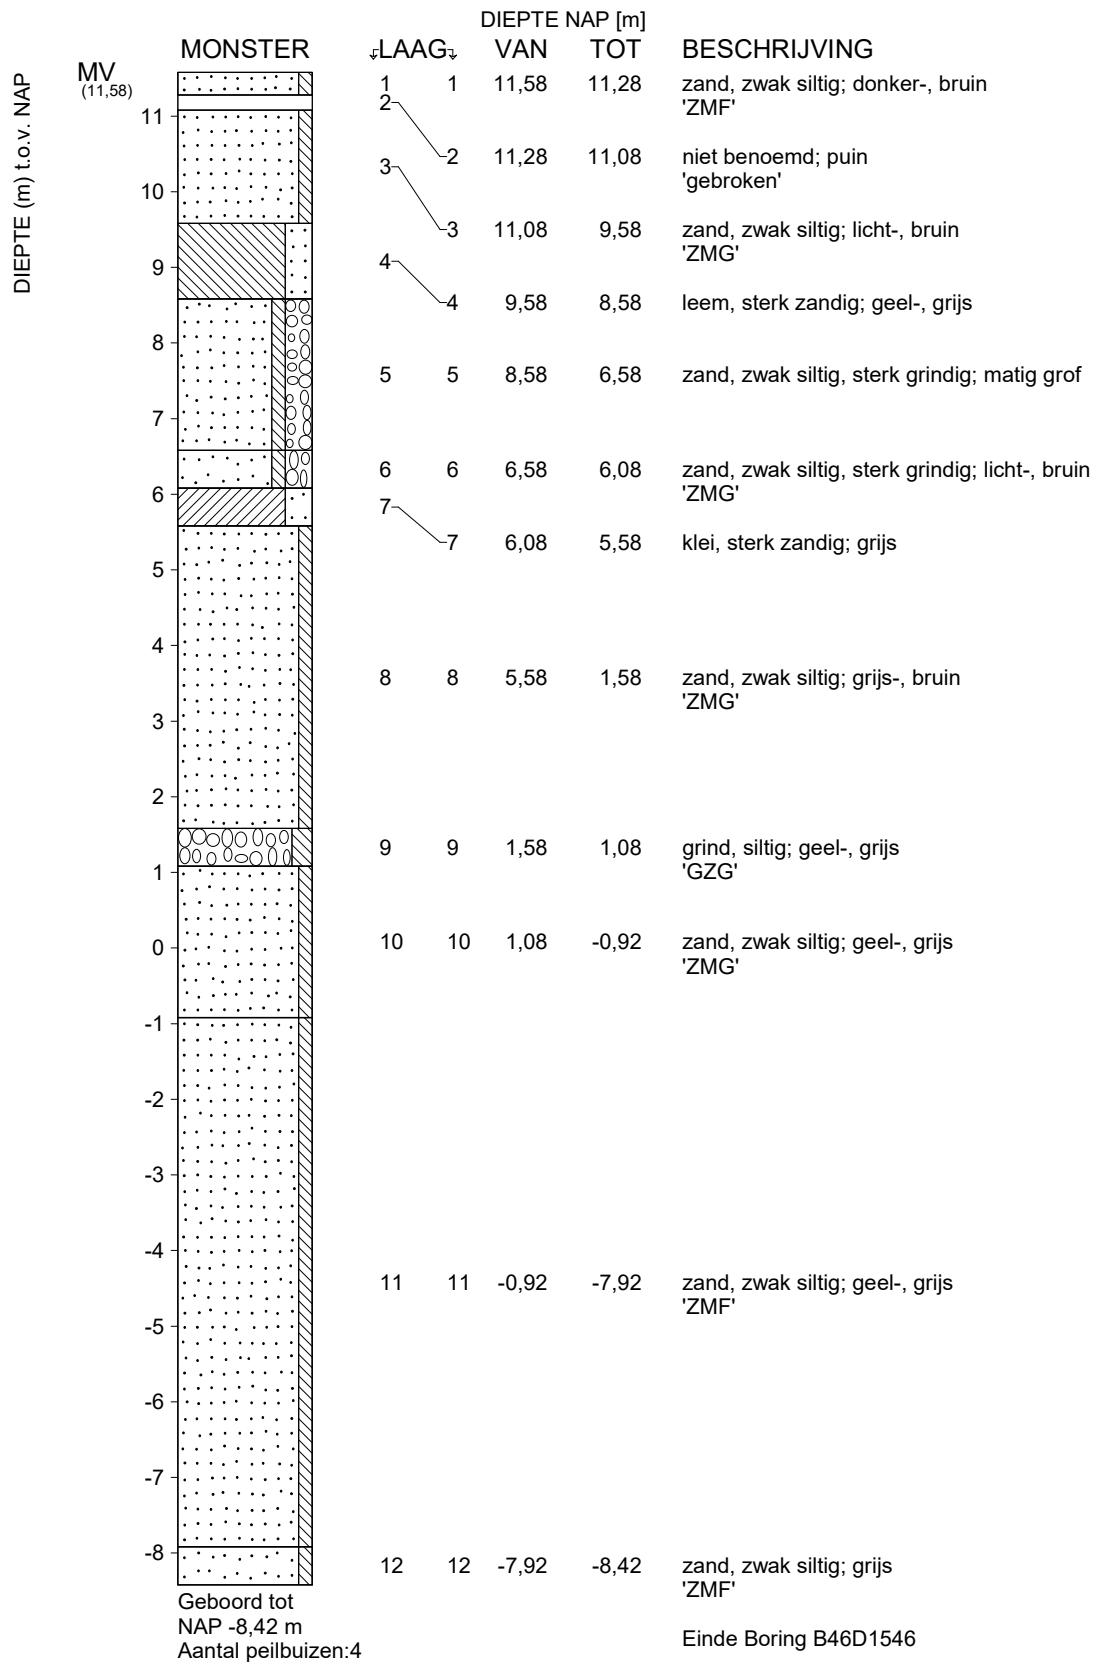 DIEPTE NAP [m]
MONSTER LAAG VAN TOT BESCHRIJVING
DIEPTE (m) t.o.v. NAP
MV
(11,58)
1 1 11,58 11,28 zand, zwak siltig; donker-, bruin
'ZMF'
2
11
2 11,28 11,08 niet benoemd; puin
'gebroken'
3
10
3 11,08 9,58 zand, zwak siltig; licht-, bruin
'ZMG'
4
9
4 9,58 8,58 leem, sterk zandig; geel-, grijs
8
5 5 8,58 6,58 zand, zwak siltig, sterk grindig; matig grof
7
6 6 6,58 6,08 zand, zwak siltig, sterk grindig; licht-, bruin
'ZMG'
6
7
7 6,08 5,58 klei, sterk zandig; grijs
5
4
8 8 5,58 1,58 zand, zwak siltig; grijs-, bruin
'ZMG'
3
2
9 9 1,58 1,08 grind, siltig; geel-, grijs
'GZG'
1
10 10 1,08 -0,92 zand, zwak siltig; geel-, grijs
'ZMG'
0
-1
-2
-3
-4
11 11 -0,92 -7,92 zand, zwak siltig; geel-, grijs
'ZMF'
-5
-6
-7
-8
12 12 -7,92 -8,42 zand, zwak siltig; grijs
'ZMF'
Geboord tot
NAP -8,42 m
Aantal peilbuizen:4
Einde Boring B46D1546